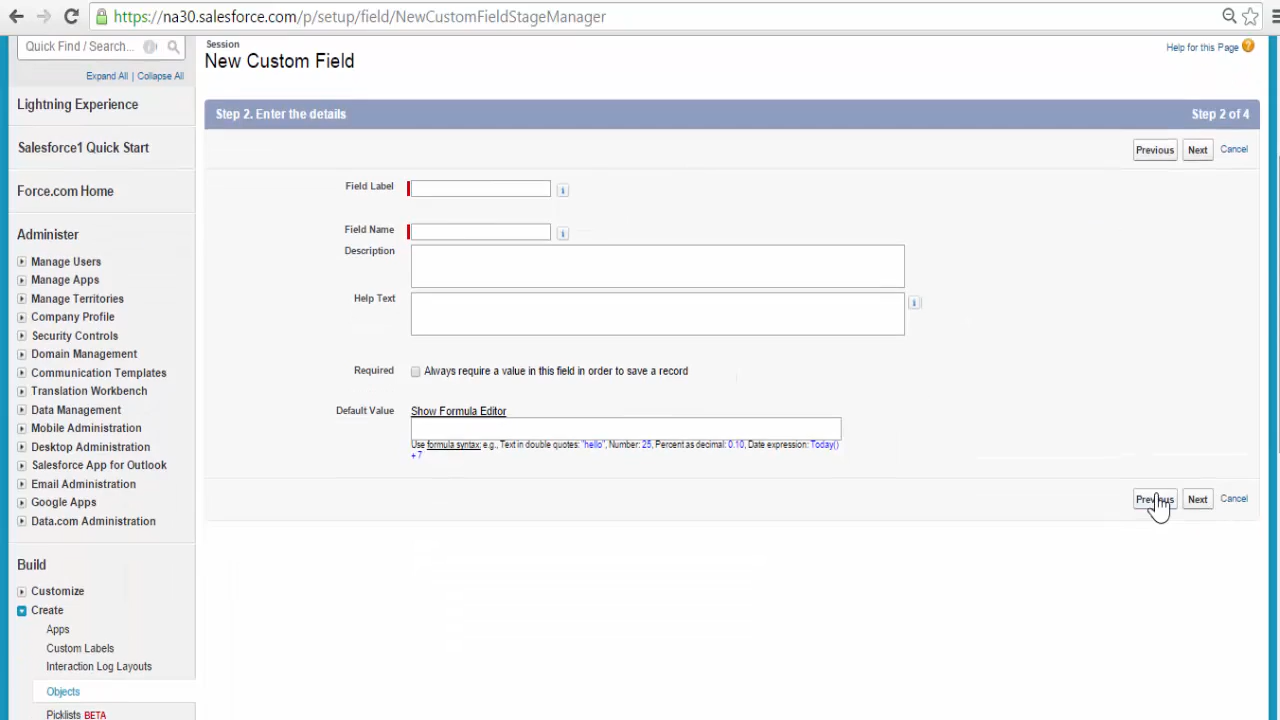 https://na30.salesforce.com/p/setup/field/NewCustomFieldStageManager
Quick Find / Search...
Expand All | Collapse All
Lightning Experience
Salesforce1 Quick Start
Force.com Home
Administer
Manage Users
Manage Apps
Manage Territories
Company Profile
Security Controls
Domain Management
Communication Templates
Translation Workbench
Data Management
Mobile Administration
Desktop Administration
Salesforce App for Outlook
Email Administration
Google Apps
Data.com Administration
Build
Customize
Create
Apps
Custom Labels
Interaction Log Layouts
Objects
Picklists BETA
Session
New Custom Field
Help for this Page ?
Step 2. Enter the details Step 2 of 4
Previous Next Cancel
Field Label
Field Name
Description
Help Text
Required Always require a value in this field in order to save a record
Default Value Show Formula Editor
Use formula syntax: e.g., Text in double quotes: "hello", Number: 25, Percent as decimal: 0.10, Date expression: Today()
+ 7
Previous Next Cancel